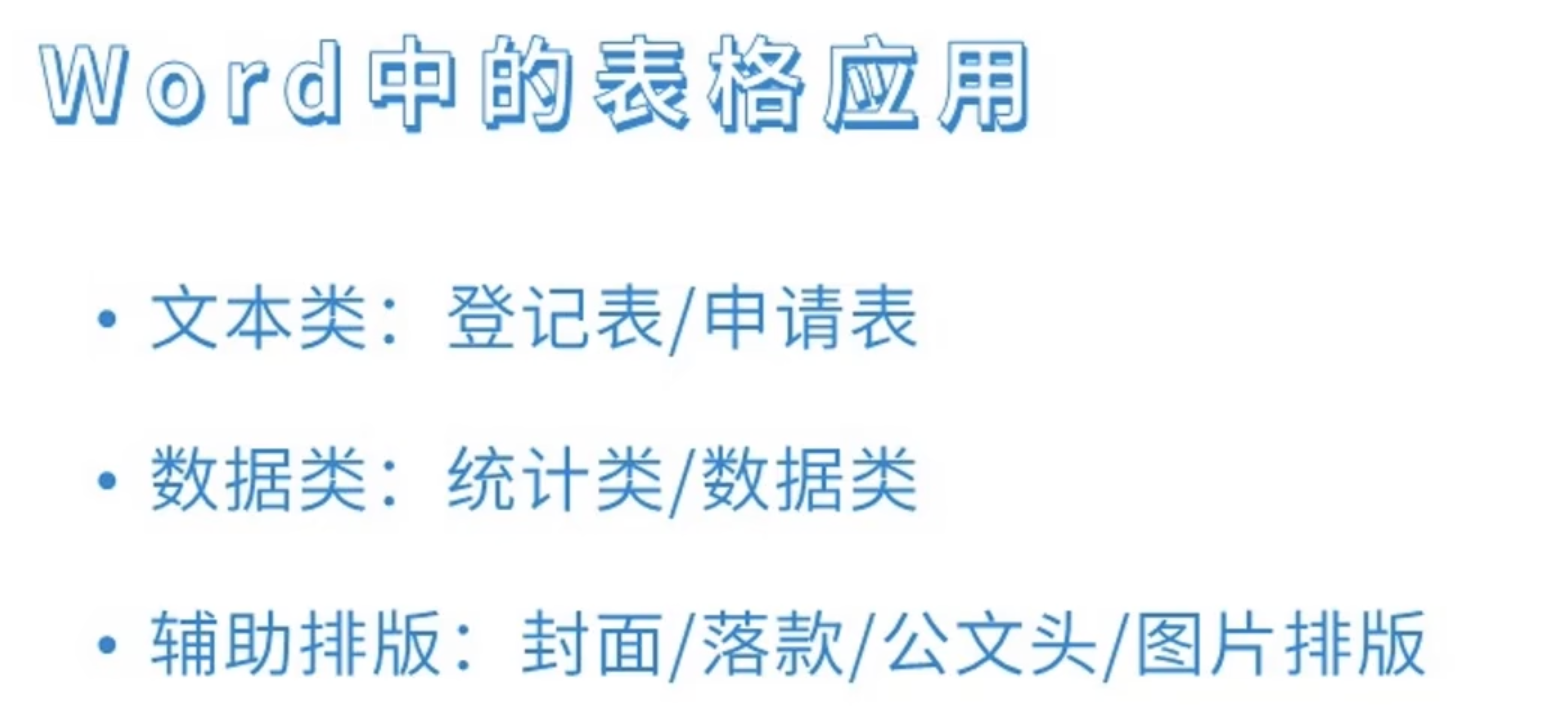 Word中的表格应用
• 文本类：登记表/申请表
• 数据类：统计类/数据类
• 辅助排版：封面/落款/公文头/图片排版